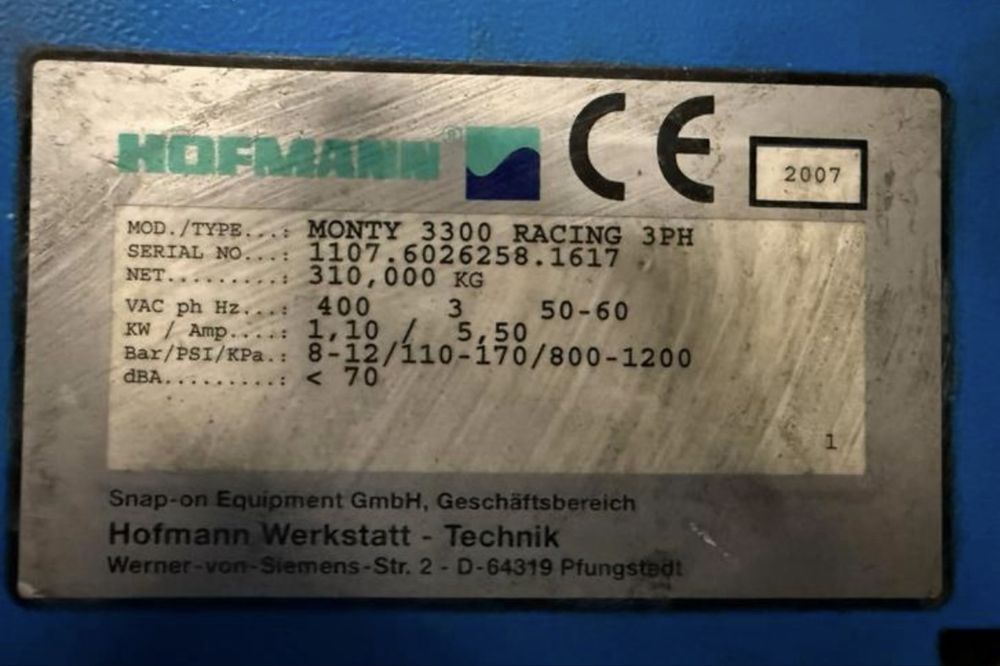 HOFMANN® CE 2007
MOD./TYPE...: MONTY 3300 RACING 3PH
SERIAL NO...: 1107.6026258.1617
NET.........: 310,000 KG
VAC ph Hz...: 400 3 50-60
KW / Amp....: 1,10 / 5,50
Bar/PSI/KPa.: 8-12/110-170/800-1200
dBA.........: < 70
1
Snap-on Equipment GmbH, Geschäftsbereich
Hofmann Werkstatt - Technik
Werner-von-Siemens-Str. 2 - D-64319 Pfungstadt